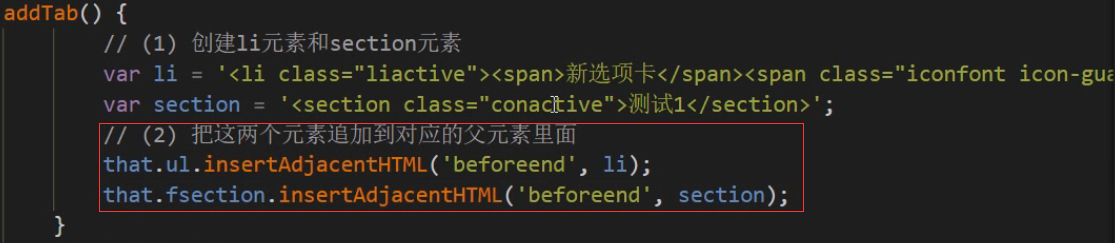 addTab() {
// (1) 创建li元素和section元素
var li = '<li class="liactive"><span>新选项卡</span><span class="iconfont icon-gua
var section = '<section class="conactive">测试1</section>';
// (2) 把这两个元素追加到对应的父元素里面
that.ul.insertAdjacentHTML('beforeend', li);
that.fsection.insertAdjacentHTML('beforeend', section);
}